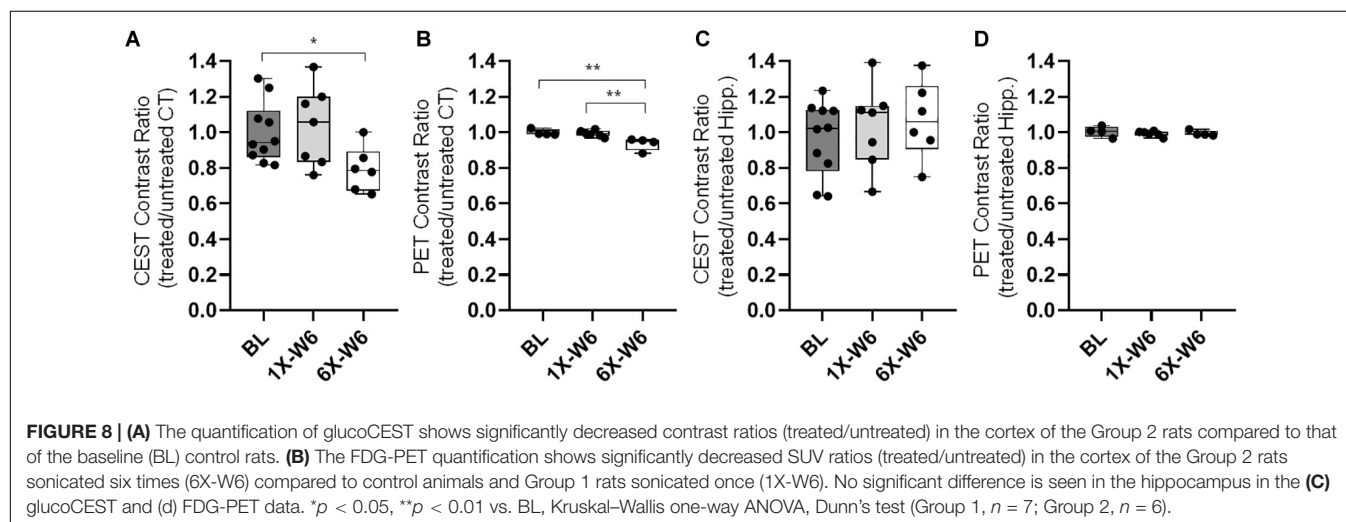 A
B
C
D
*
**
**
CEST Contrast Ratio
(treated/untreated CT)
1.4
1.2
1.0
0.8
0.6
0.4
0.2
0.0
BL
1X-W6
6X-W6
PET Contrast Ratio
(treated/untreated CT)
1.4
1.2
1.0
0.8
0.6
0.4
0.2
0.0
BL
1X-W6
6X-W6
CEST Contrast Ratio
(treated/untreated Hipp.)
1.4
1.2
1.0
0.8
0.6
0.4
0.2
0.0
BL
1X-W6
6X-W6
PET Contrast Ratio
(treated/untreated Hipp.)
1.4
1.2
1.0
0.8
0.6
0.4
0.2
0.0
BL
1X-W6
6X-W6
FIGURE 8 | (A) The quantification of glucoCEST shows significantly decreased contrast ratios (treated/untreated) in the cortex of the Group 2 rats compared to that
of the baseline (BL) control rats. (B) The FDG-PET quantification shows significantly decreased SUV ratios (treated/untreated) in the cortex of the Group 2 rats
sonicated six times (6X-W6) compared to control animals and Group 1 rats sonicated once (1X-W6). No significant difference is seen in the hippocampus in the (C)
glucoCEST and (d) FDG-PET data. *p < 0.05, **p < 0.01 vs. BL, Kruskal–Wallis one-way ANOVA, Dunn's test (Group 1, n = 7; Group 2, n = 6).